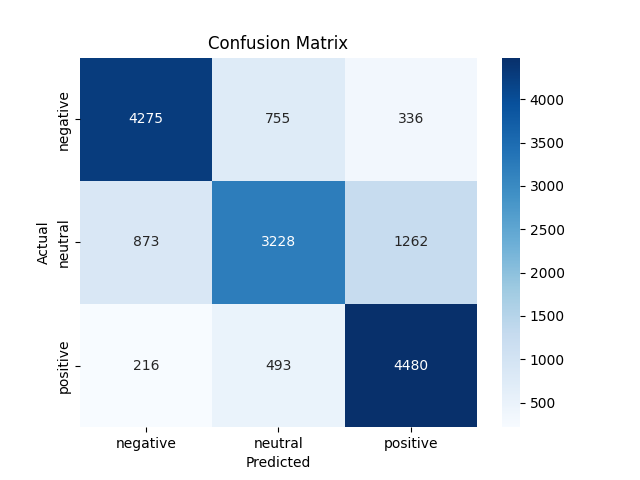 Confusion Matrix
negative
4275
755
336
Actual
neutral
873
3228
1262
positive
216
493
4480
negative
neutral
positive
Predicted
4000
3500
3000
2500
2000
1500
1000
500